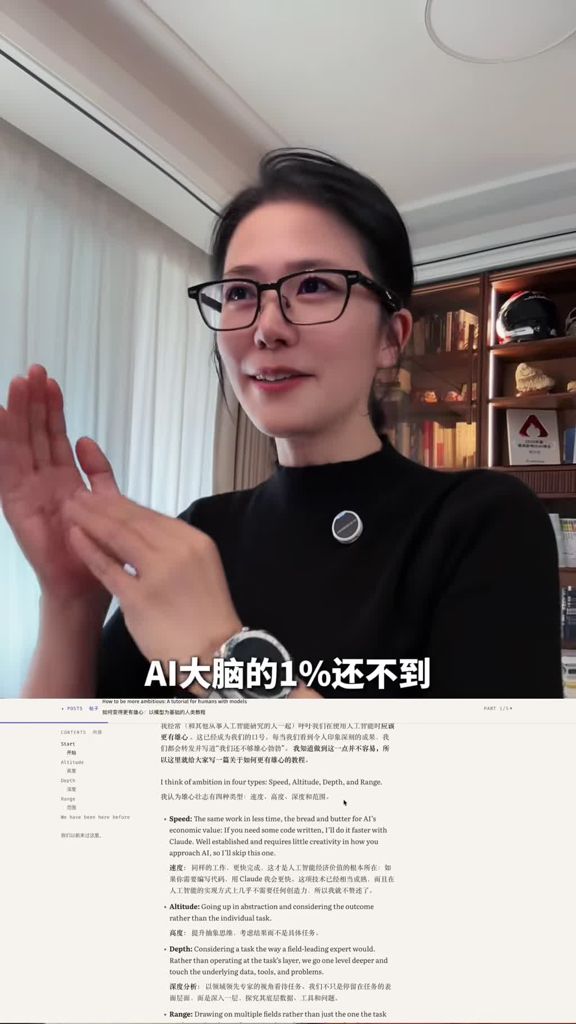 AI大脑的1%还不到
How to be more ambitious: A tutorial for humans with models
POSTS 帖子
如何变得更有雄心：以模型为基础的人类教程
PART 1/5
CONTENTS 内容
Start
开始
Altitude
高度
Depth
深度
Range
范围
We have been here before
我们以前来过这里。
我经常（和其他从事人工智能研究的人一起）呼吁我们在使用人工智能时应该
更有雄心。这已经成为我们的口号，每当我们看到令人印象深刻的成果，我
们都会转发并写道“我们还不够雄心勃勃”。我知道做到这一点并不容易，所
以这里就给大家写一篇关于如何更有雄心的教程。
I think of ambition in four types: Speed, Altitude, Depth, and Range.
我认为雄心壮志有四种类型：速度、高度、深度和范围。
Speed: The same work in less time, the bread and butter for AI’s
economic value: If you need some code written, I’ll do it faster with
Claude. Well established and requires little creativity in how you
approach AI, so I’ll skip this one.
速度： 同样的工作，更快完成，这才是人工智能经济价值的根本所在：如
果你需要编写代码，用 Claude 我会更快。这项技术已经相当成熟，而且在
人工智能的实现方式上几乎不需要任何创造力，所以我就不赘述了。
Altitude: Going up in abstraction and considering the outcome
rather than the individual task.
高度： 提升抽象思维，考虑结果而不是具体任务。
Depth: Considering a task the way a field-leading expert would.
Rather than operating at the task’s layer, we go one level deeper and
touch the underlying data, tools, and problems.
深度分析： 以领域领先专家的视角看待任务。我们不只是停留在任务的表
面层面，而是深入一层，探究其底层数据、工具和问题。
Range: Drawing on multiple fields rather than just the one the task